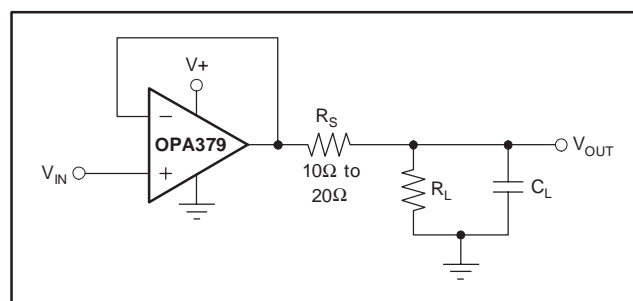 V+
R_S
–
OPA379
V_OUT
V_IN
+
10Ω to
20Ω
R_L
C_L